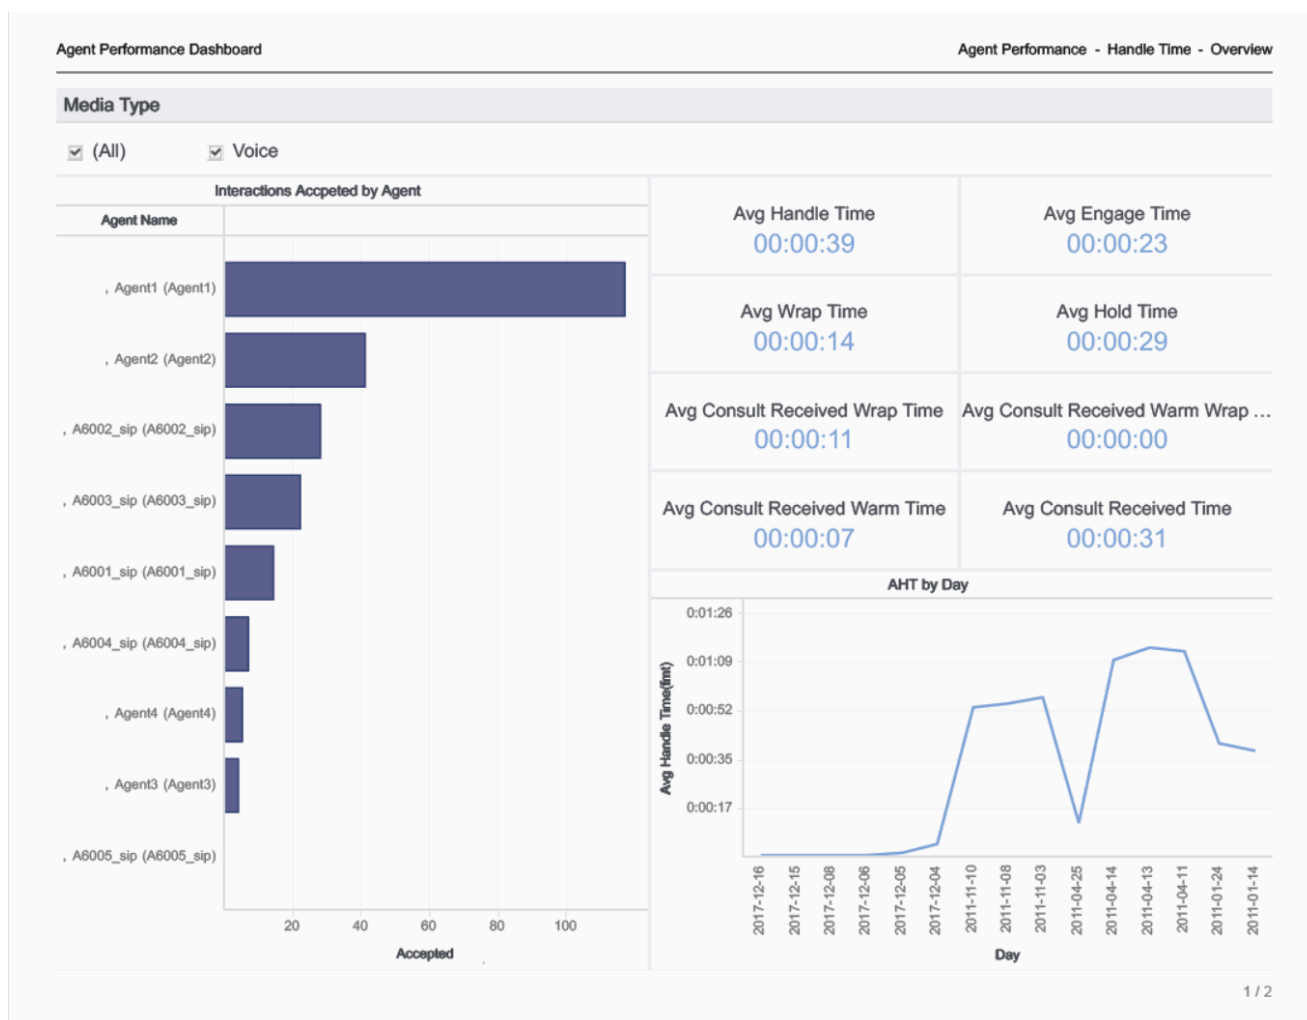 Agent Performance Dashboard
Agent Performance - Handle Time - Overview
Media Type
(All)
Voice
Interactions Accpeted by Agent
Agent Name
, Agent1 (Agent1)
, Agent2 (Agent2)
, A6002_sip (A6002_sip)
, A6003_sip (A6003_sip)
, A6001_sip (A6001_sip)
, A6004_sip (A6004_sip)
, Agent4 (Agent4)
, Agent3 (Agent3)
, A6005_sip (A6005_sip)
20 40 60 80 100
Accepted
Avg Handle Time
00:00:39
Avg Engage Time
00:00:23
Avg Wrap Time
00:00:14
Avg Hold Time
00:00:29
Avg Consult Received Wrap Time
00:00:11
Avg Consult Received Warm Wrap ...
00:00:00
Avg Consult Received Warm Time
00:00:07
Avg Consult Received Time
00:00:31
AHT by Day
Avg Handle Time(fmt)
0:01:26
0:01:09
0:00:52
0:00:35
0:00:17
2017-12-16
2017-12-15
2017-12-08
2017-12-06
2017-12-05
2017-12-04
2011-11-10
2011-11-08
2011-11-03
2011-04-25
2011-04-14
2011-04-13
2011-04-11
2011-01-24
2011-01-14
Day
1 / 2